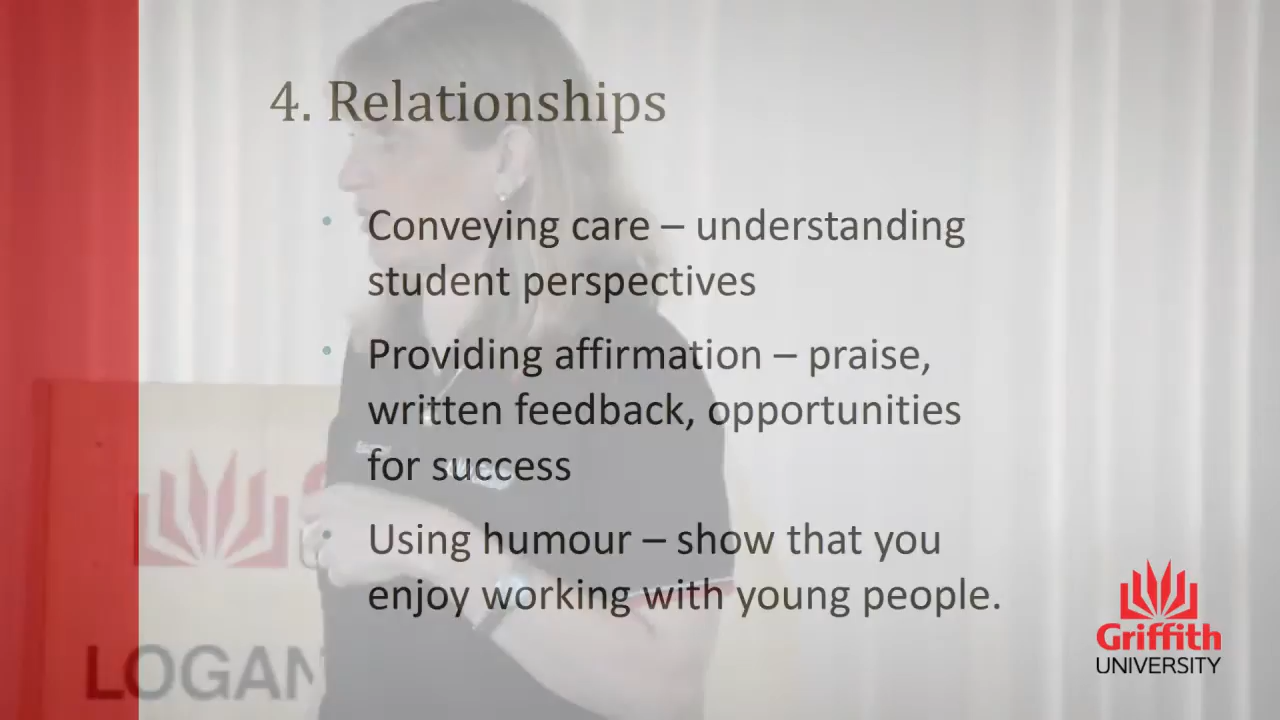 4. Relationships
• Conveying care – understanding
student perspectives
• Providing affirmation – praise,
written feedback, opportunities
for success
• Using humour – show that you
enjoy working with young people.
Griffith
UNIVERSITY
LOGAN